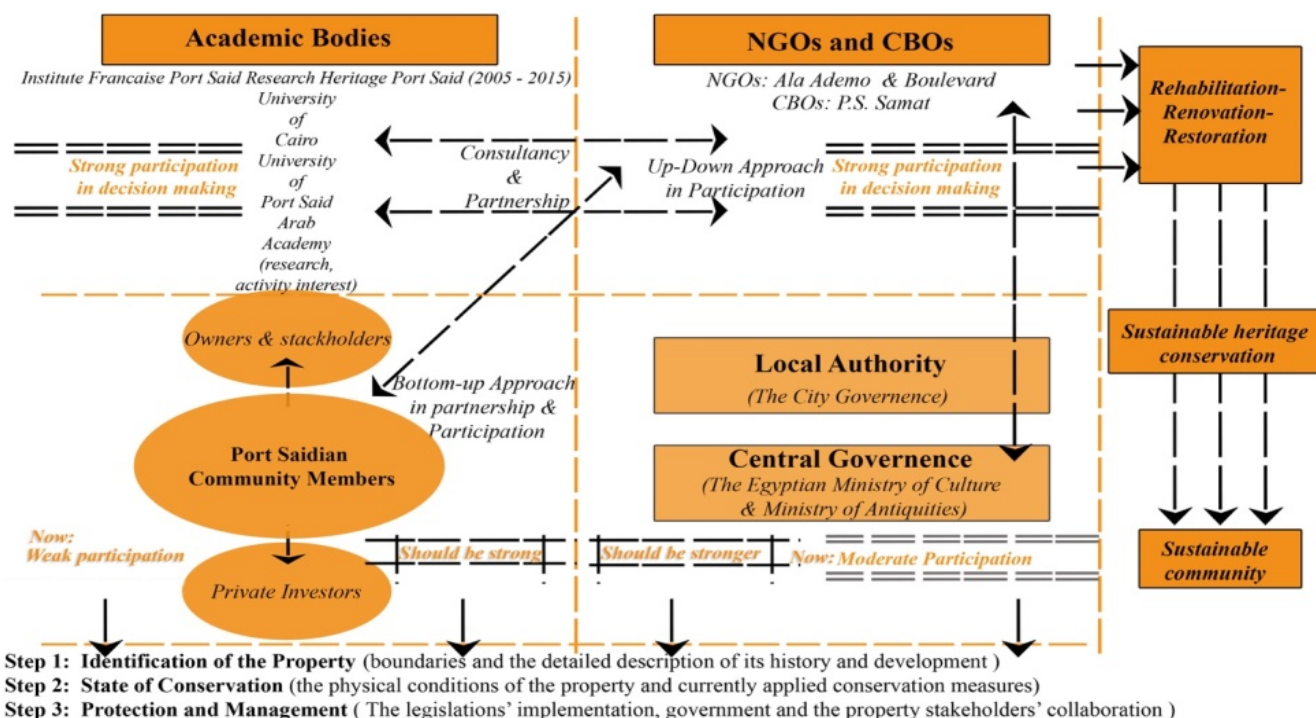 Academic Bodies
Institute Francaise Port Said Research Heritage Port Said (2005 - 2015)
University
of
Cairo
University
of
Port Said
Arab
Academy
(research,
activity interest)
Strong participation
in decision making
Consultancy
&
Partnership
NGOs and CBOs
NGOs: Ala Ademo & Boulevard
CBOs: P.S. Samat
Up-Down Approach
in Participation
Strong participation
in decision making
Rehabilitation-
Renovation-
Restoration
Owners & stackholders
Bottom-up Approach
in partnership &
Participation
Port Saidian
Community Members
Now:
Weak participation
Private Investors
Should be strong
Local Authority
(The City Governence)
Central Governence
(The Egyptian Ministry of Culture
& Ministry of Antiquities)
Should be stronger
Now: Moderate Participation
Sustainable heritage
conservation
Sustainable
community
Step 1: Identification of the Property (boundaries and the detailed description of its history and development )
Step 2: State of Conservation (the physical conditions of the property and currently applied conservation measures)
Step 3: Protection and Management ( The legislations' implementation, government and the property stakeholders' collaboration )